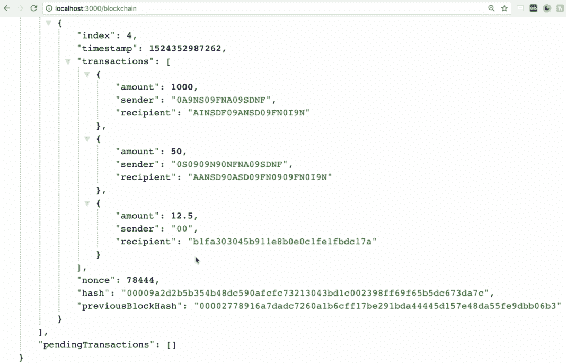 localhost:3000/blockchain
{
"index": 4,
"timestamp": 1524352987262,
"transactions": [
{
"amount": 1000,
"sender": "0A9NS09FNA09SDNF",
"recipient": "AINSDF09ANSD09FN0I9N"
},
{
"amount": 50,
"sender": "0S0909N90NFNA09SDNF",
"recipient": "AANSD90ASD09FN0909FN0I9N"
},
{
"amount": 12.5,
"sender": "00",
"recipient": "b1fa303045b911e8b0e0c1fe1fbdc17a"
}
],
"nonce": 78444,
"hash": "00009a2d2b5b354b48dc590afcfc73213043bd1c002398ff69f65b5dc673da7c",
"previousBlockHash": "00002778916a7dadc7260a1b6cff17be291bda44445d157e48da55fe9dbb06b3"
}
],
"pendingTransactions": []
}